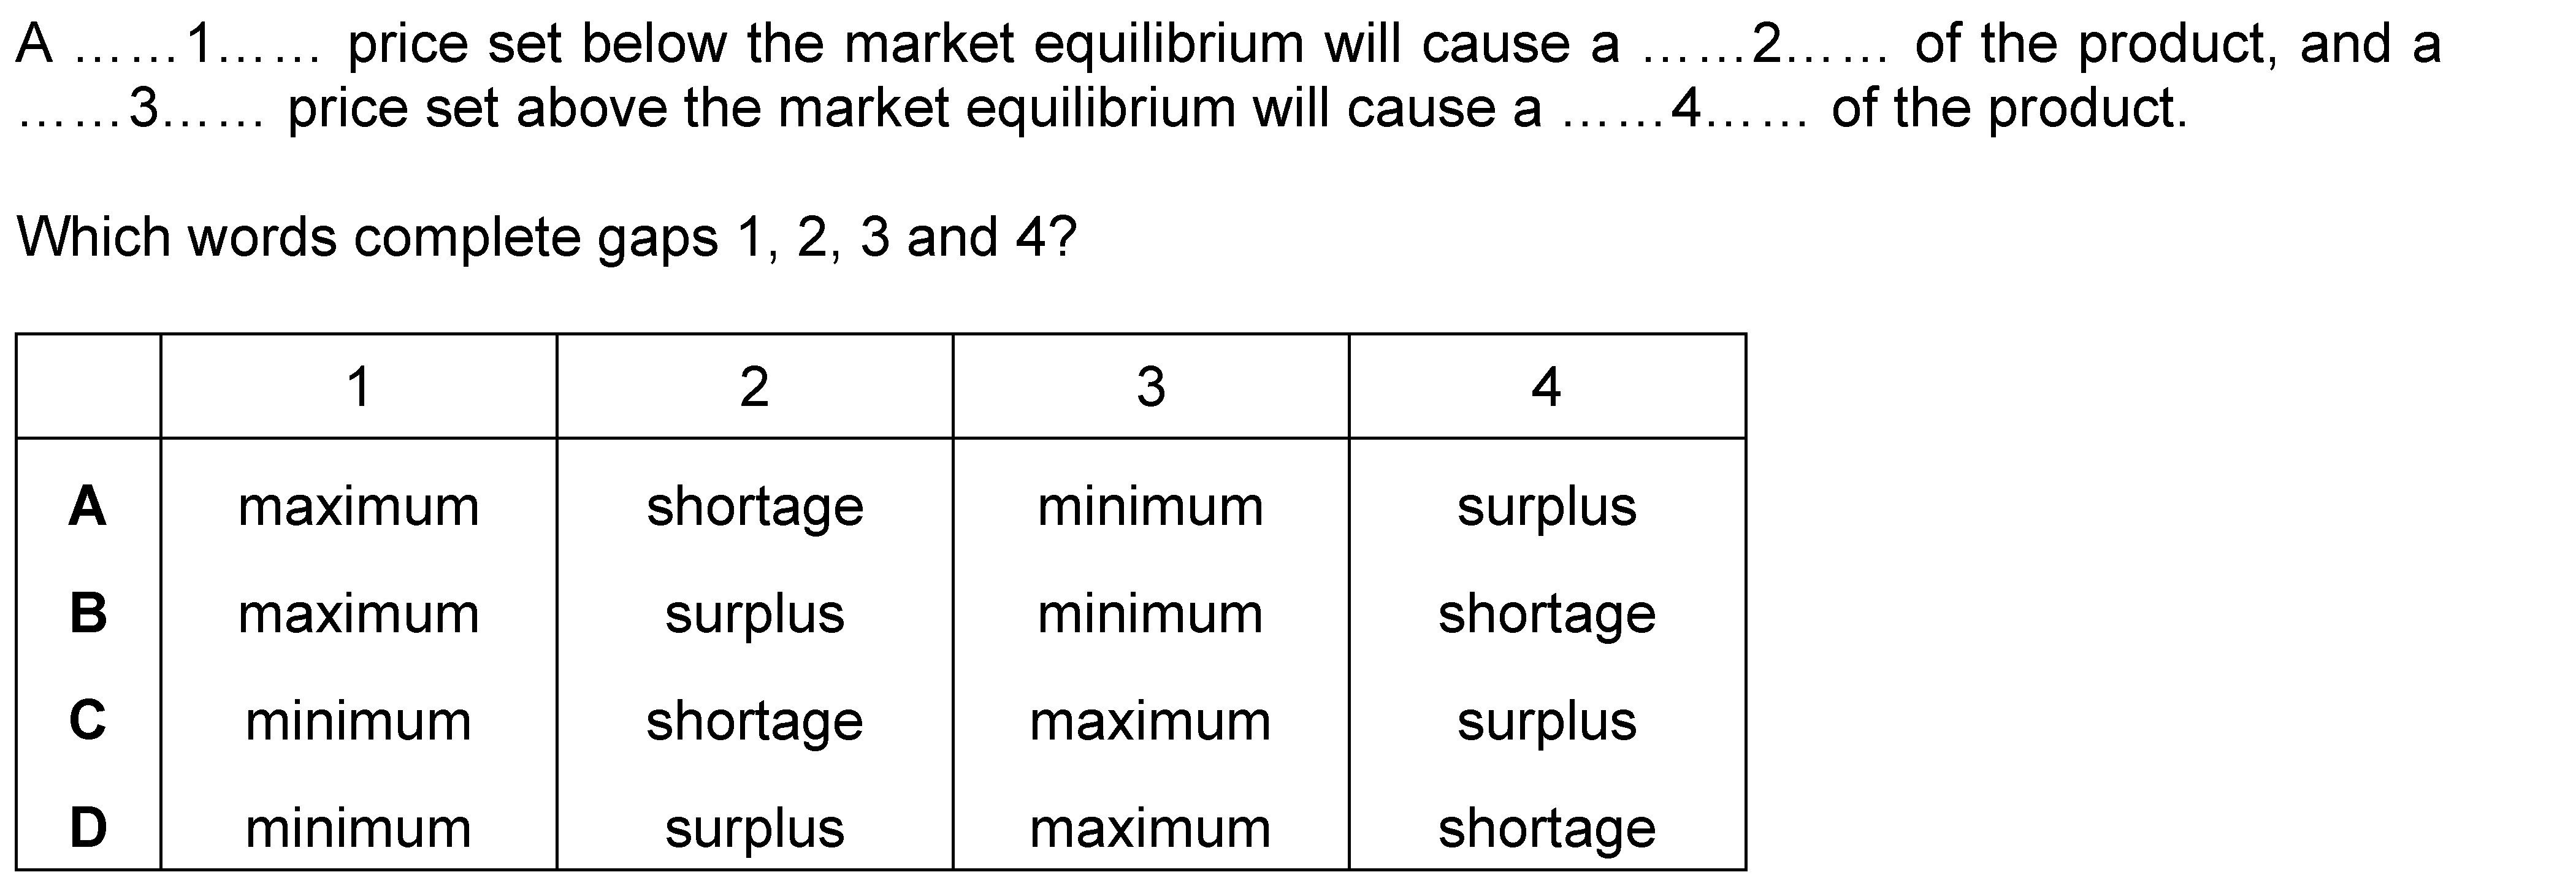 A ……1…… price set below the market equilibrium will cause a ……2…… of the product, and a
……3…… price set above the market equilibrium will cause a ……4…… of the product.
Which words complete gaps 1, 2, 3 and 4?
1 2 3 4
A maximum shortage minimum surplus
B maximum surplus minimum shortage
C minimum shortage maximum surplus
D minimum surplus maximum shortage